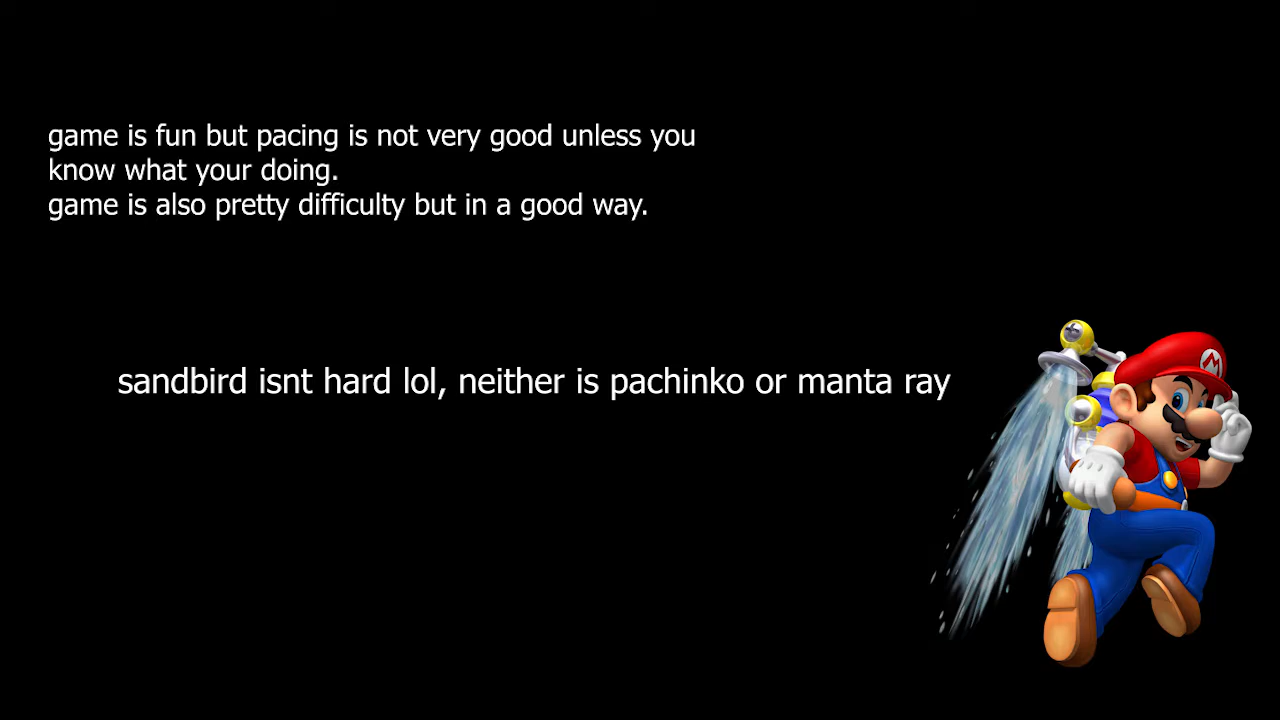 game is fun but pacing is not very good unless you
know what your doing.
game is also pretty difficulty but in a good way.
sandbird isnt hard lol, neither is pachinko or manta ray